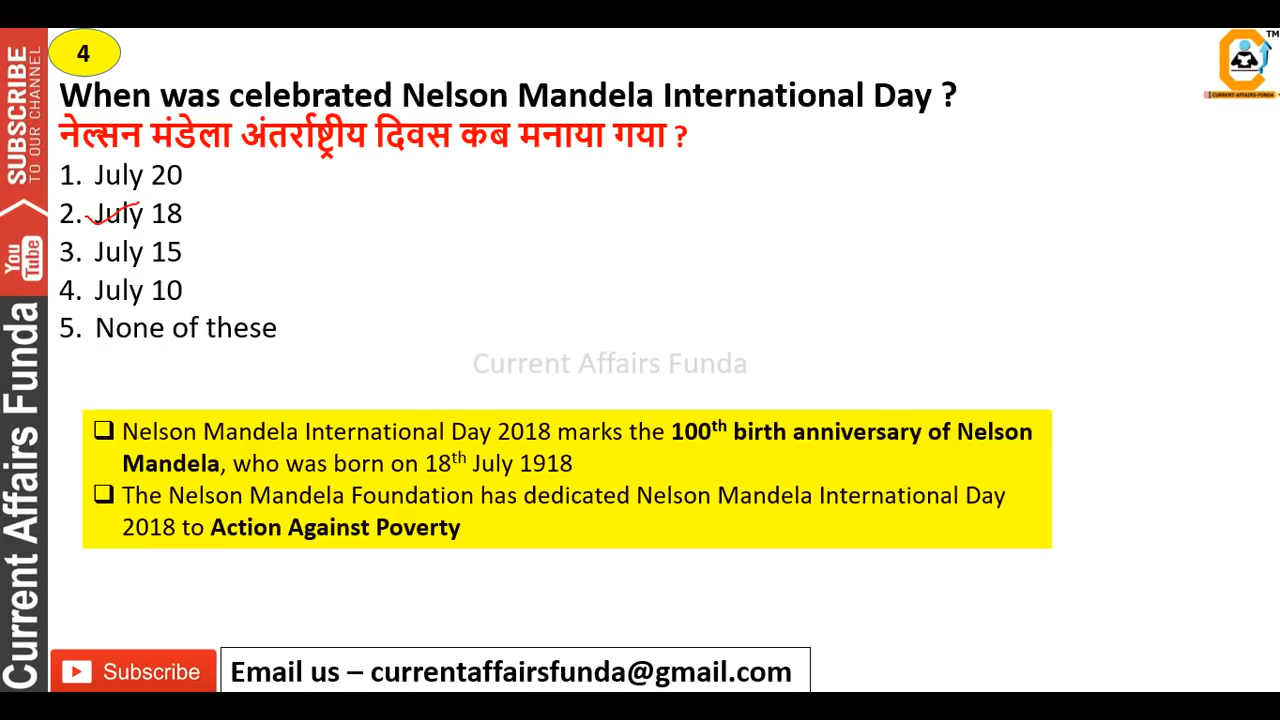 4
When was celebrated Nelson Mandela International Day ?
नेल्सन मंडेला अंतर्राष्ट्रीय दिवस कब मनाया गया ?
1. July 20
2. July 18
3. July 15
4. July 10
5. None of these
Current Affairs Funda
❑ Nelson Mandela International Day 2018 marks the 100th birth anniversary of Nelson
Mandela, who was born on 18th July 1918
❑ The Nelson Mandela Foundation has dedicated Nelson Mandela International Day
2018 to Action Against Poverty
Subscribe
Email us – currentaffairsfunda@gmail.com
SUBSCRIBE
TO OUR CHANNEL
You
Tube
Current Affairs Funda
TM
CURRENT-AFFAIRS-FUNDA